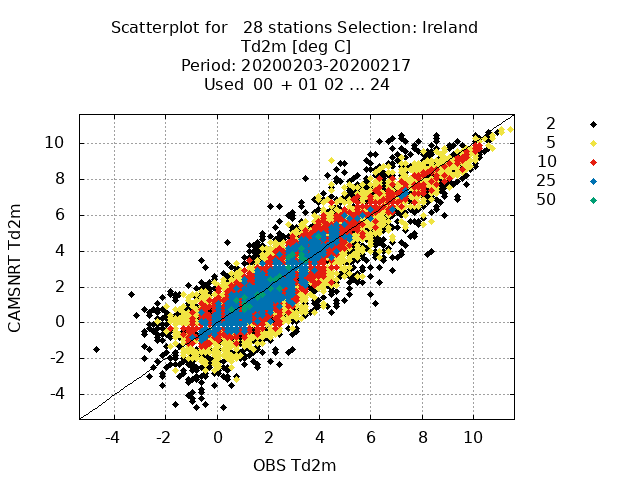 Scatterplot for 28 stations Selection: Ireland
Td2m [deg C]
Period: 20200203-20200217
Used 00 + 01 02 ... 24
2
5
10
25
50
10
8
6
4
2
0
-2
-4
CAMSNRT Td2m
-4 -2 0 2 4 6 8 10
OBS Td2m